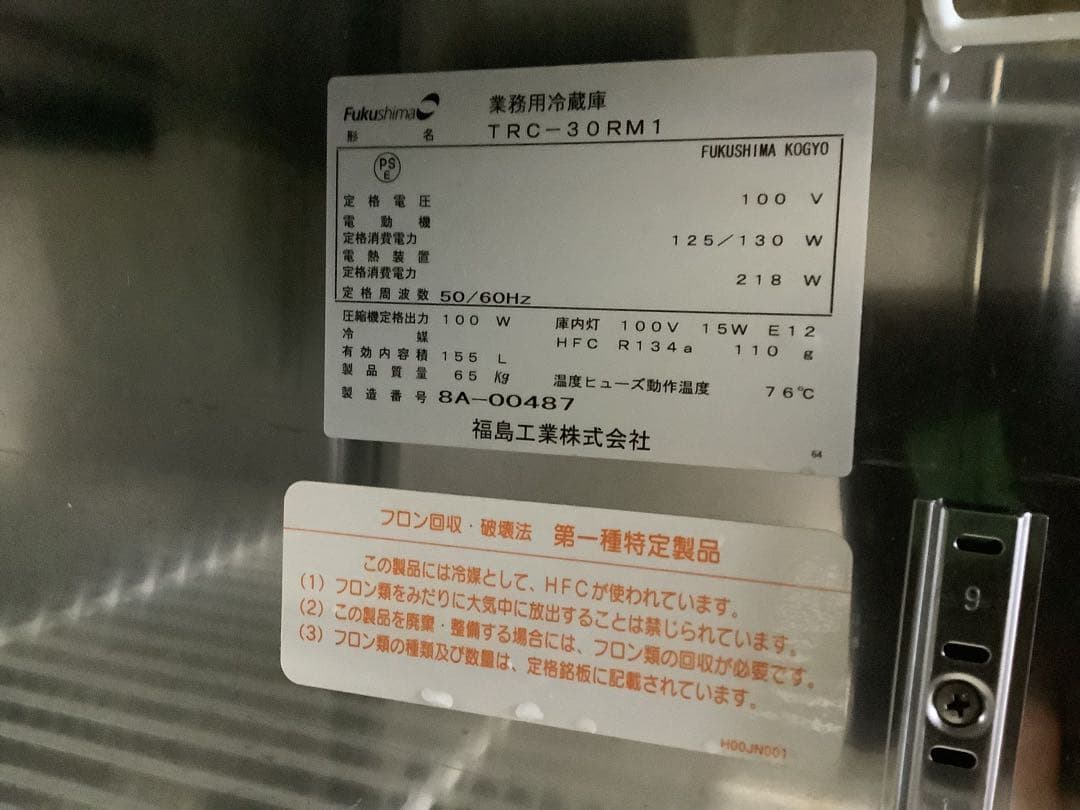 Fukushima 業務用冷蔵庫
形 名 TRC-30RM1
FUKUSHIMA KOGYO
PS
E
定格電圧 100 V
電動機
定格消費電力 125/130 W
電熱装置
定格消費電力 218 W
定格周波数 50/60Hz
圧縮機定格出力 100 W 庫内灯 100V 15W E12
冷 媒 HFC R134a 110 g
有効内容積 155 L
製品質量 65 Kg 温度ヒューズ動作温度 76℃
製造番号 8A-00487
福島工業株式会社
64
フロン回収・破壊法 第一種特定製品
この製品には冷媒として、HFCが使われています。
(1) フロン類をみだりに大気中に放出することは禁じられています。
(2) この製品を廃棄・整備する場合には、フロン類の回収が必要です。
(3) フロン類の種類及び数量は、定格銘板に記載されています。
H00JN001
9